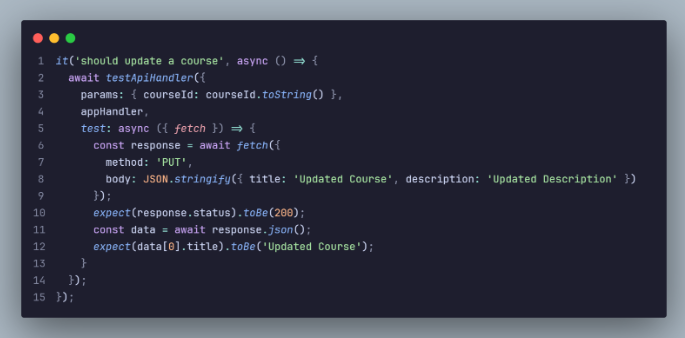 1 it('should update a course', async () => {
2 await testApiHandler({
3 params: { courseId: courseId.toString() },
4 appHandler,
5 test: async ({ fetch }) => {
6 const response = await fetch({
7 method: 'PUT',
8 body: JSON.stringify({ title: 'Updated Course', description: 'Updated Description' })
9 });
10 expect(response.status).toBe(200);
11 const data = await response.json();
12 expect(data[0].title).toBe('Updated Course');
13 }
14 });
15 });